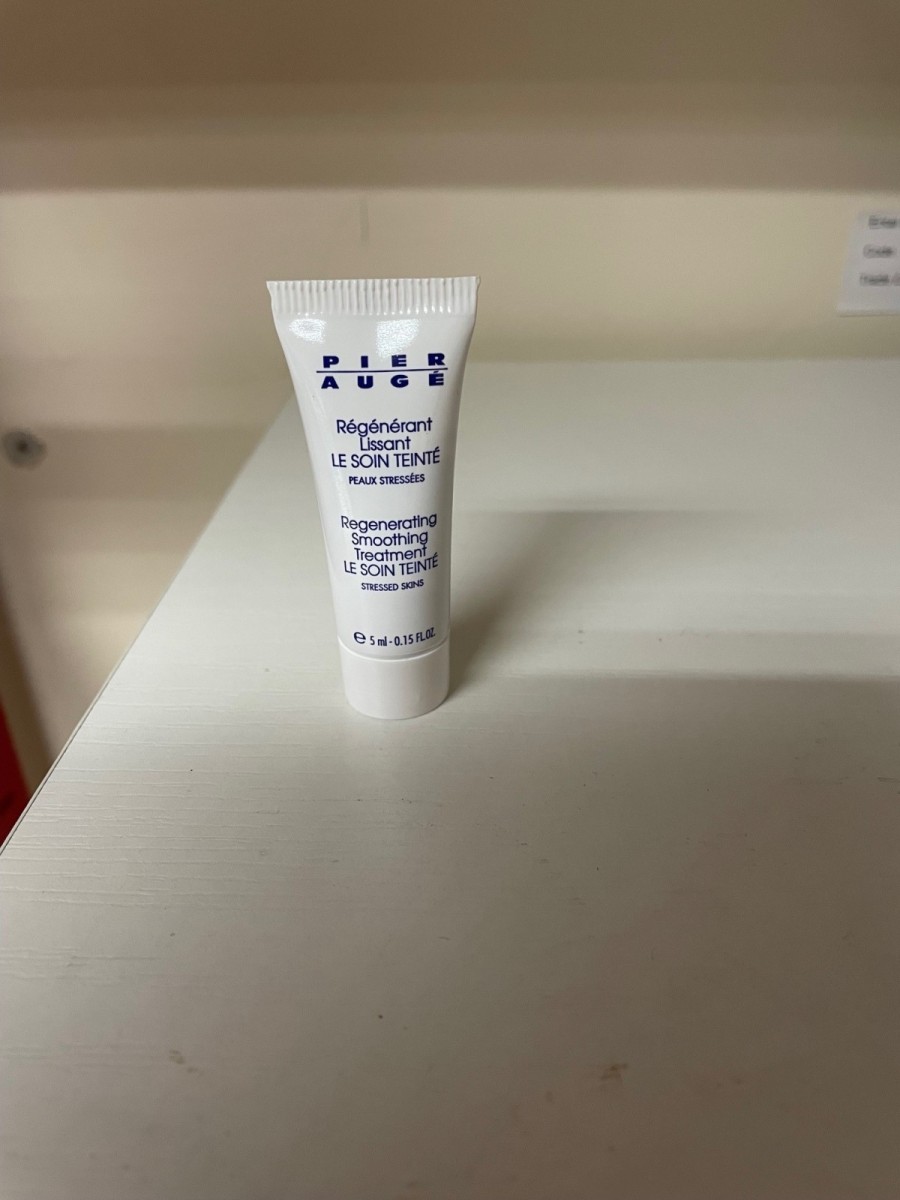 PIER
AUGÉ
Régénérant
Lissant
LE SOIN TEINTÉ
PEAUX STRESSÉES
Regenerating
Smoothing
Treatment
LE SOIN TEINTÉ
STRESSED SKINS
℮ 5 ml - 0.15 FL.OZ.
Code